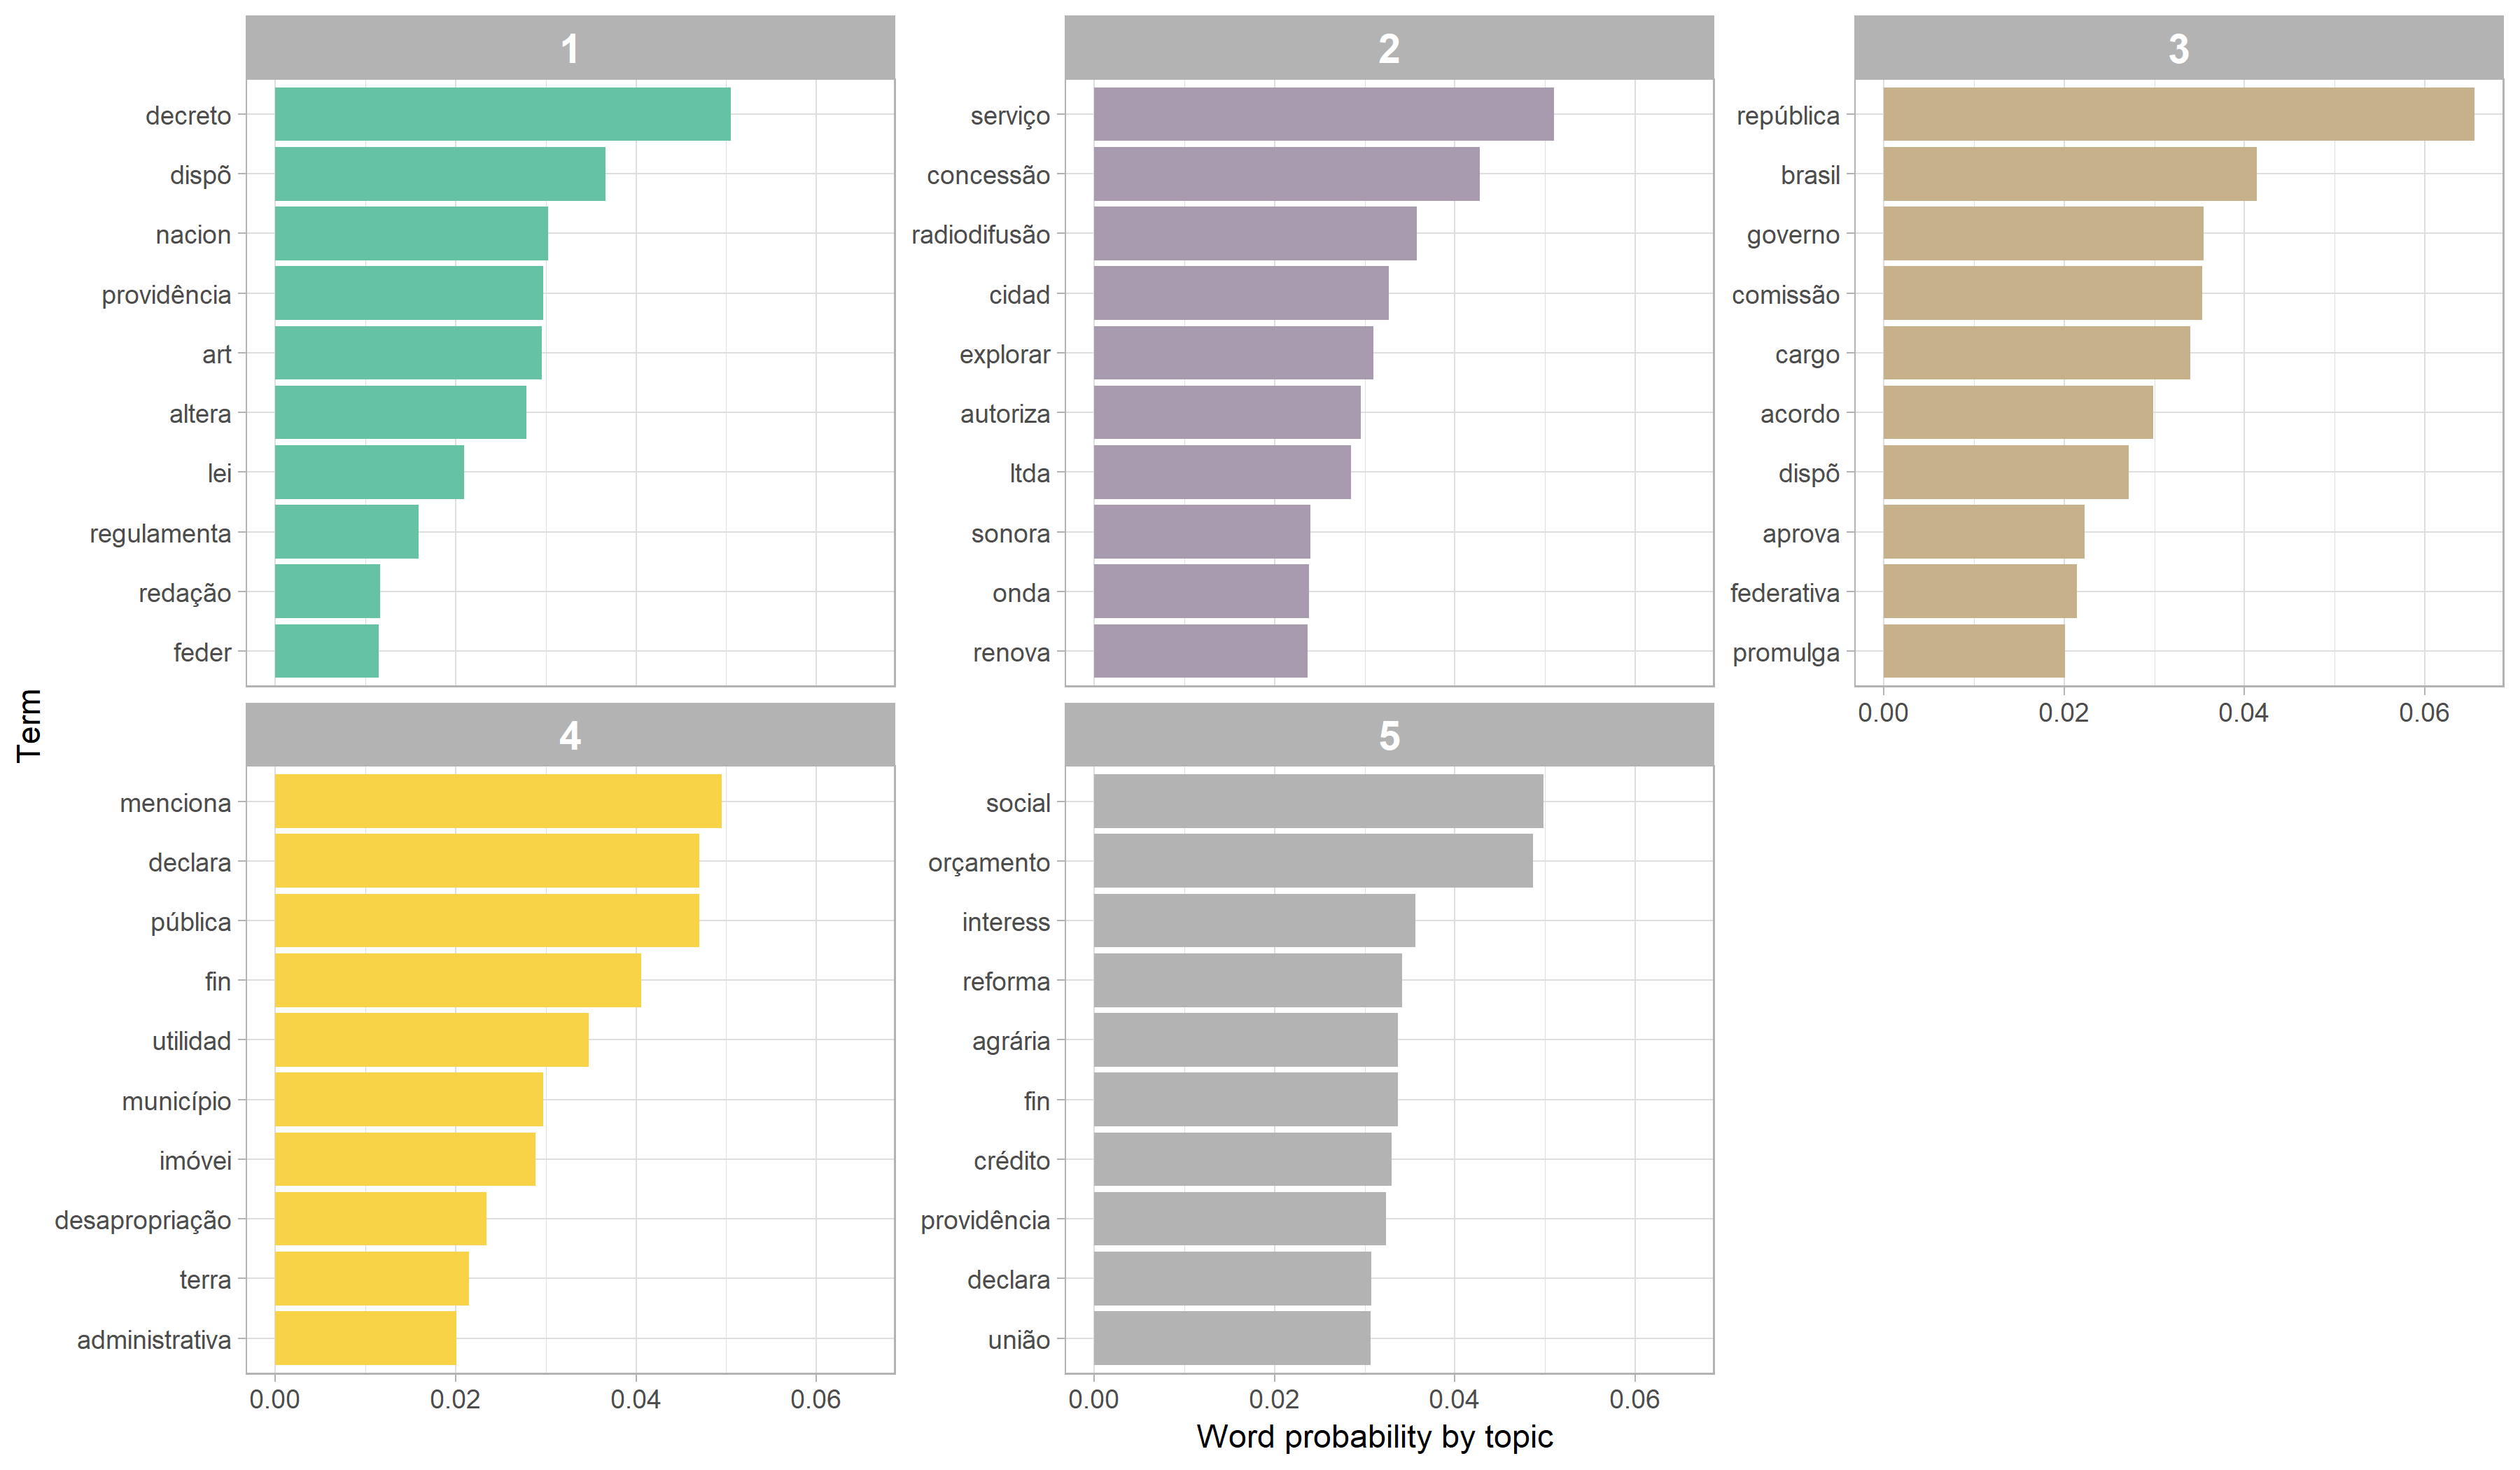 1
decreto
dispõ
nacion
providência
art
altera
lei
regulamenta
redação
feder
2
serviço
concessão
radiodifusão
cidad
explorar
autoriza
ltda
sonora
onda
renova
3
república
brasil
governo
comissão
cargo
acordo
dispõ
aprova
federativa
promulga
0.00 0.02 0.04 0.06
Term
4
menciona
declara
pública
fin
utilidad
município
imóvei
desapropriação
terra
administrativa
0.00 0.02 0.04 0.06
5
social
orçamento
interess
reforma
agrária
fin
crédito
providência
declara
união
0.00 0.02 0.04 0.06
Word probability by topic